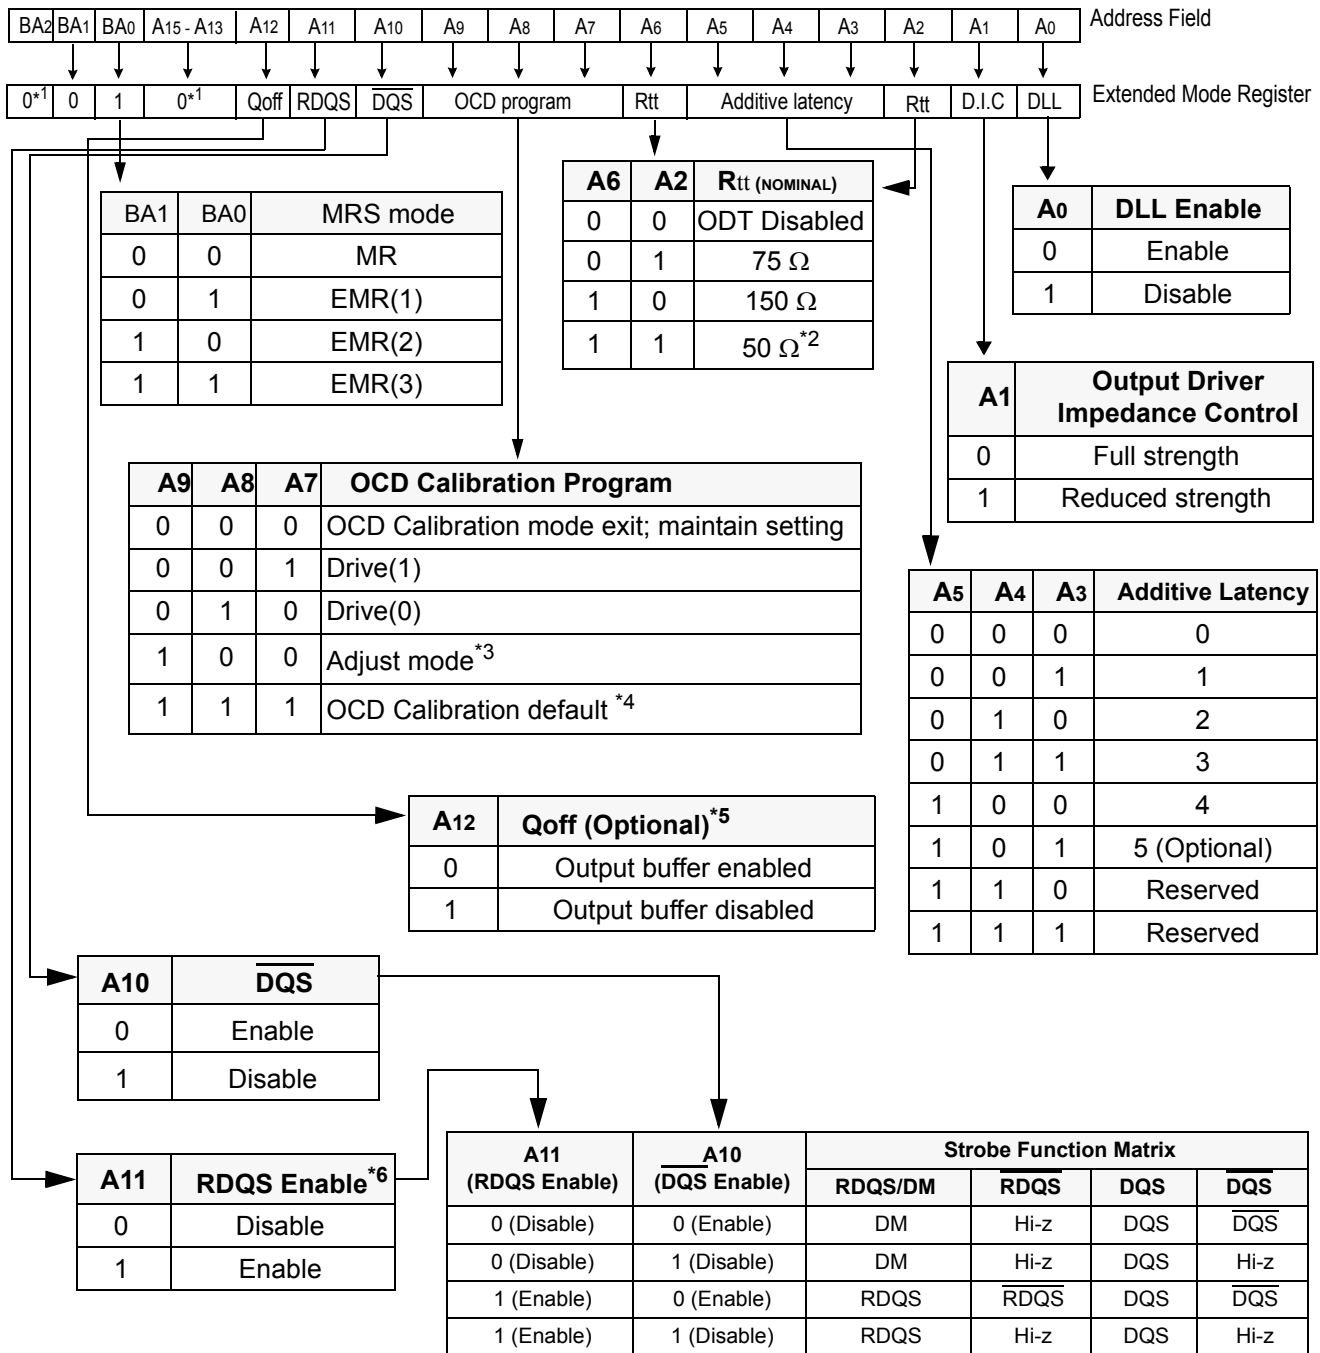 BA2 BA1 BA0 A15 - A13 A12 A11 A10 A9 A8 A7 A6 A5 A4 A3 A2 A1 A0 Address Field
0*1 0 1 0*1 Qoff RDQS D̅Q̅S̅ OCD program Rtt Additive latency Rtt D.I.C DLL Extended Mode Register
BA1 BA0 MRS mode
0 0 MR
0 1 EMR(1)
1 0 EMR(2)
1 1 EMR(3)
A6 A2 Rtt (NOMINAL)
0 0 ODT Disabled
0 1 75 Ω
1 0 150 Ω
1 1 50 Ω*2
A0 DLL Enable
0 Enable
1 Disable
A1 Output Driver
Impedance Control
0 Full strength
1 Reduced strength
A9 A8 A7 OCD Calibration Program
0 0 0 OCD Calibration mode exit; maintain setting
0 0 1 Drive(1)
0 1 0 Drive(0)
1 0 0 Adjust mode*3
1 1 1 OCD Calibration default *4
A5 A4 A3 Additive Latency
0 0 0 0
0 0 1 1
0 1 0 2
0 1 1 3
1 0 0 4
1 0 1 5 (Optional)
1 1 0 Reserved
1 1 1 Reserved
A12 Qoff (Optional)*5
0 Output buffer enabled
1 Output buffer disabled
A10 D̅Q̅S̅
0 Enable
1 Disable
A11 RDQS Enable*6
0 Disable
1 Enable
A11 A10 Strobe Function Matrix
(RDQS Enable) (D̅Q̅S̅ Enable) RDQS/DM R̅D̅Q̅S̅ DQS D̅Q̅S̅
0 (Disable) 0 (Enable) DM Hi-z DQS D̅Q̅S̅
0 (Disable) 1 (Disable) DM Hi-z DQS Hi-z
1 (Enable) 0 (Enable) RDQS R̅D̅Q̅S̅ DQS D̅Q̅S̅
1 (Enable) 1 (Disable) RDQS Hi-z DQS Hi-z